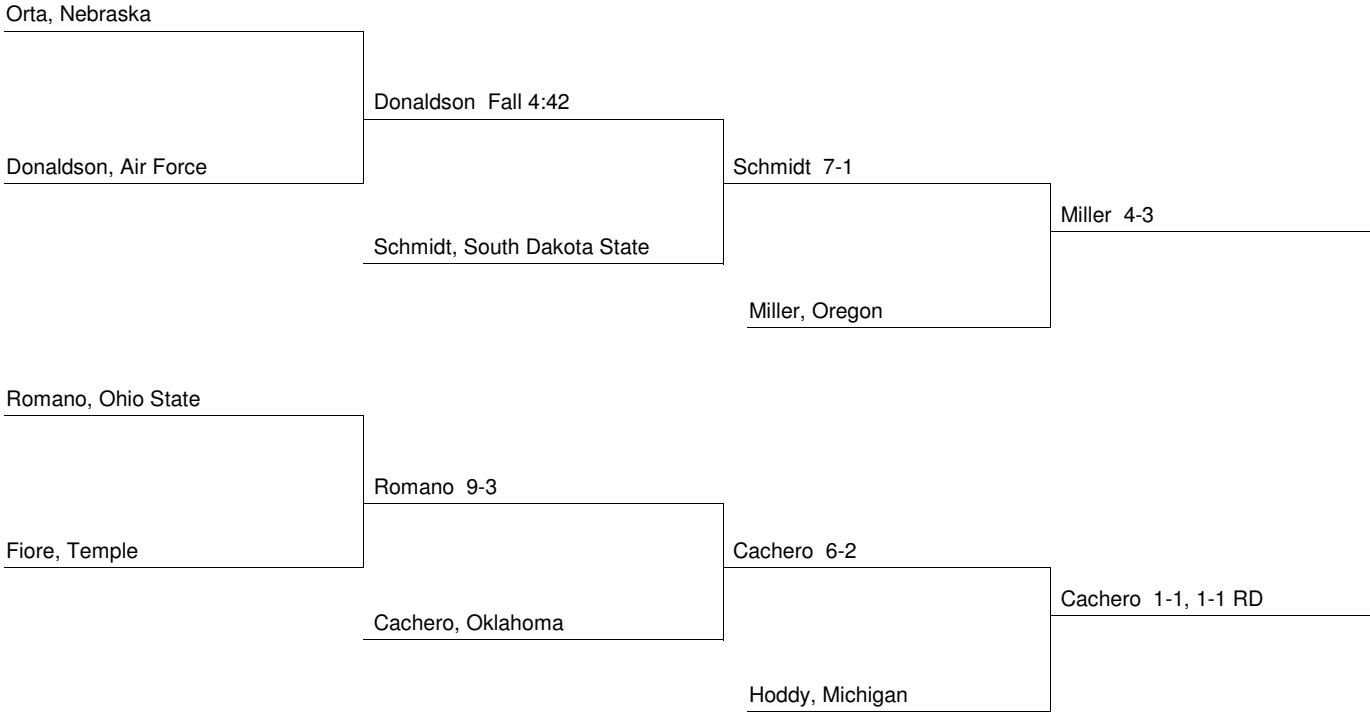 Orta, Nebraska
Donaldson  Fall 4:42
Donaldson, Air Force
Schmidt  7-1
Miller  4-3
Schmidt, South Dakota State
Miller, Oregon
Romano, Ohio State
Romano  9-3
Fiore, Temple
Cachero  6-2
Cachero  1-1, 1-1 RD
Cachero, Oklahoma
Hoddy, Michigan